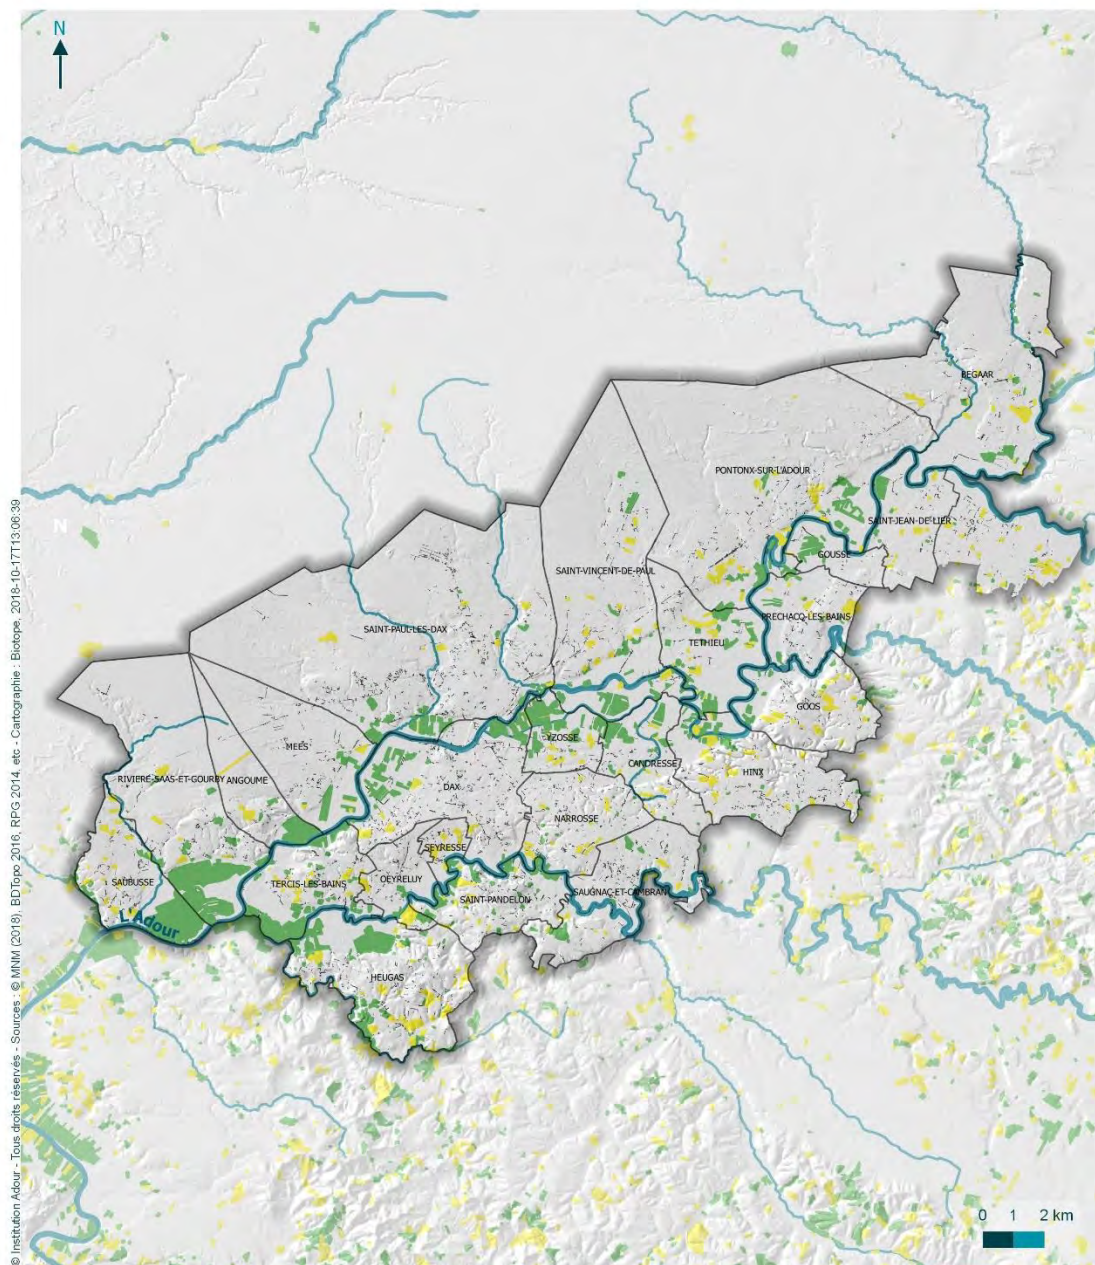 N
BEGAAR
PONTONX-SUR-L'ADOUR
SAINT-JEAN-DE-LIER
GOUSSE
SAINT-VINCENT-DE-PAUL
PRECHACQ-LES-BAINS
SAINT-PAUL-LES-DAX
TETHIEU
GOOS
MEES
YZOSSE
CANDRESSE
HINX
RIVIERE-SAAS-ET-GOURBY
ANGOUME
DAX
NARROSSE
SEYRESSE
SAUBUSSE
TERCIS-LES-BAINS
OEYRELUY
SAINT-PANDELON
SAUGNAC-ET-CAMBRAN
L'Adour
HEUGAS
N
0 1 2 km
© Institution Adour - Tous droits réservés - Sources : © MNM (2018), BDTopo 2016, RPG 2014, etc - Cartographie : Biotope, 2018-10-17T13:06:39